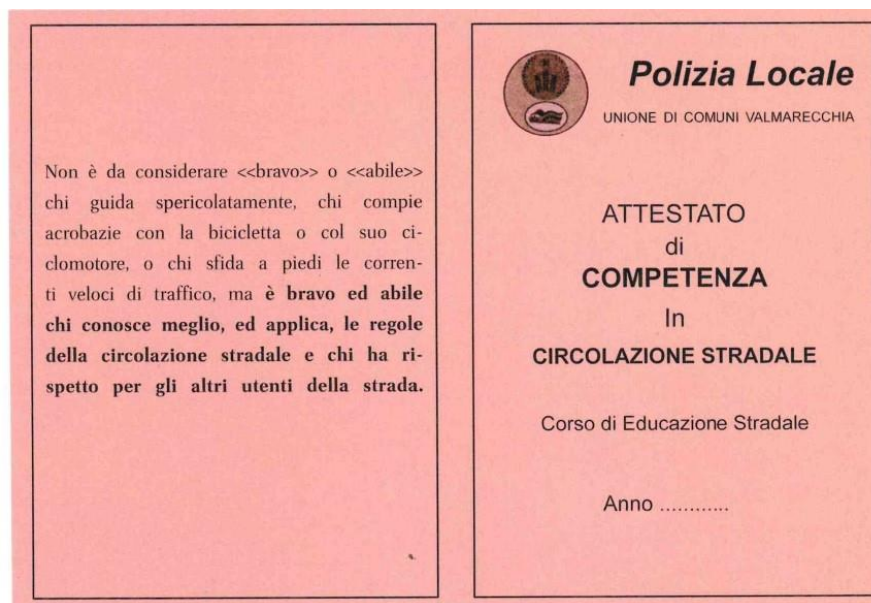 Non è da considerare <<bravo>> o <<abile>>
chi guida spericolatamente, chi compie
acrobazie con la bicicletta o col suo ci-
clomotore, o chi sfida a piedi le corren-
ti veloci di traffico, ma è bravo ed abile
chi conosce meglio, ed applica, le regole
della circolazione stradale e chi ha ri-
spetto per gli altri utenti della strada.
Polizia Locale
UNIONE DI COMUNI VALMARECCHIA
ATTESTATO
di
COMPETENZA
In
CIRCOLAZIONE STRADALE
Corso di Educazione Stradale
Anno ............